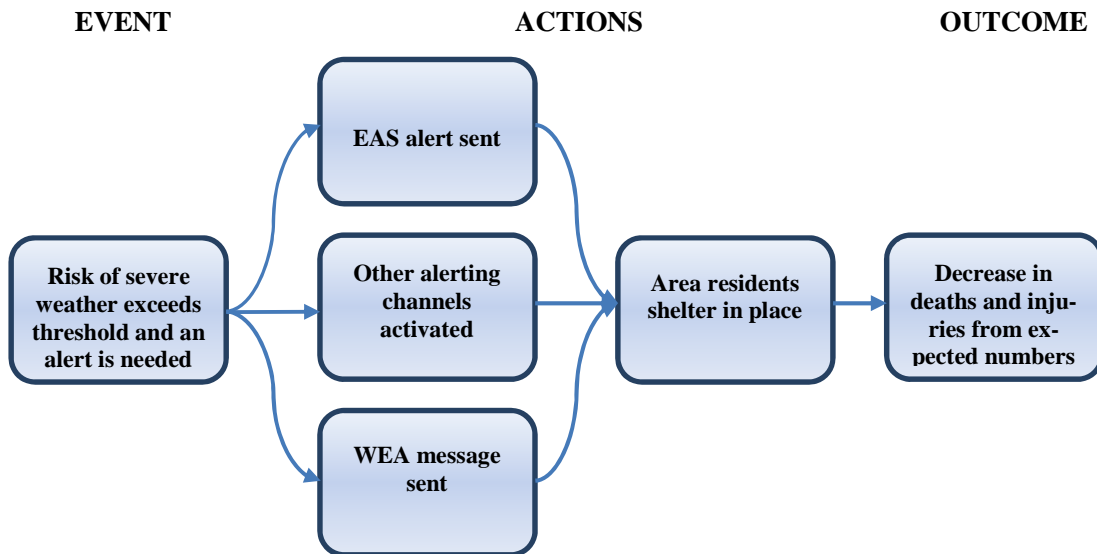 EVENT
ACTIONS
OUTCOME
EAS alert sent
Risk of severe
weather exceeds
threshold and an
alert is needed
Other alerting
channels
activated
WEA message
sent
Area residents
shelter in place
Decrease in
deaths and inju-
ries from ex-
pected numbers